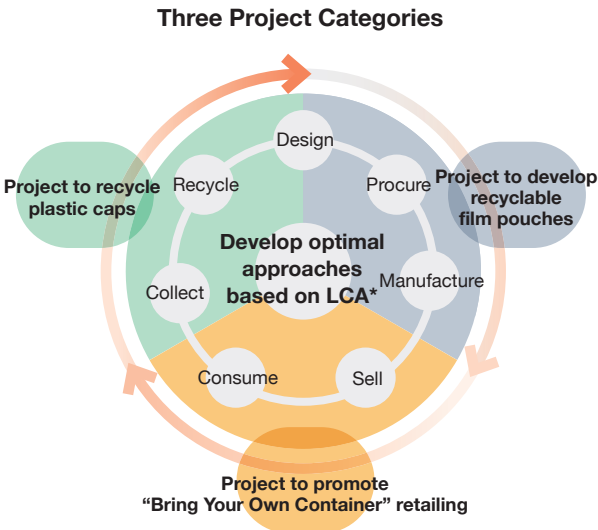 Three Project Categories
Design
Recycle
Procure
Project to recycle
plastic caps
Project to develop
recyclable
film pouches
Develop optimal
approaches
based on LCA*
Collect
Manufacture
Consume
Sell
Project to promote
“Bring Your Own Container” retailing